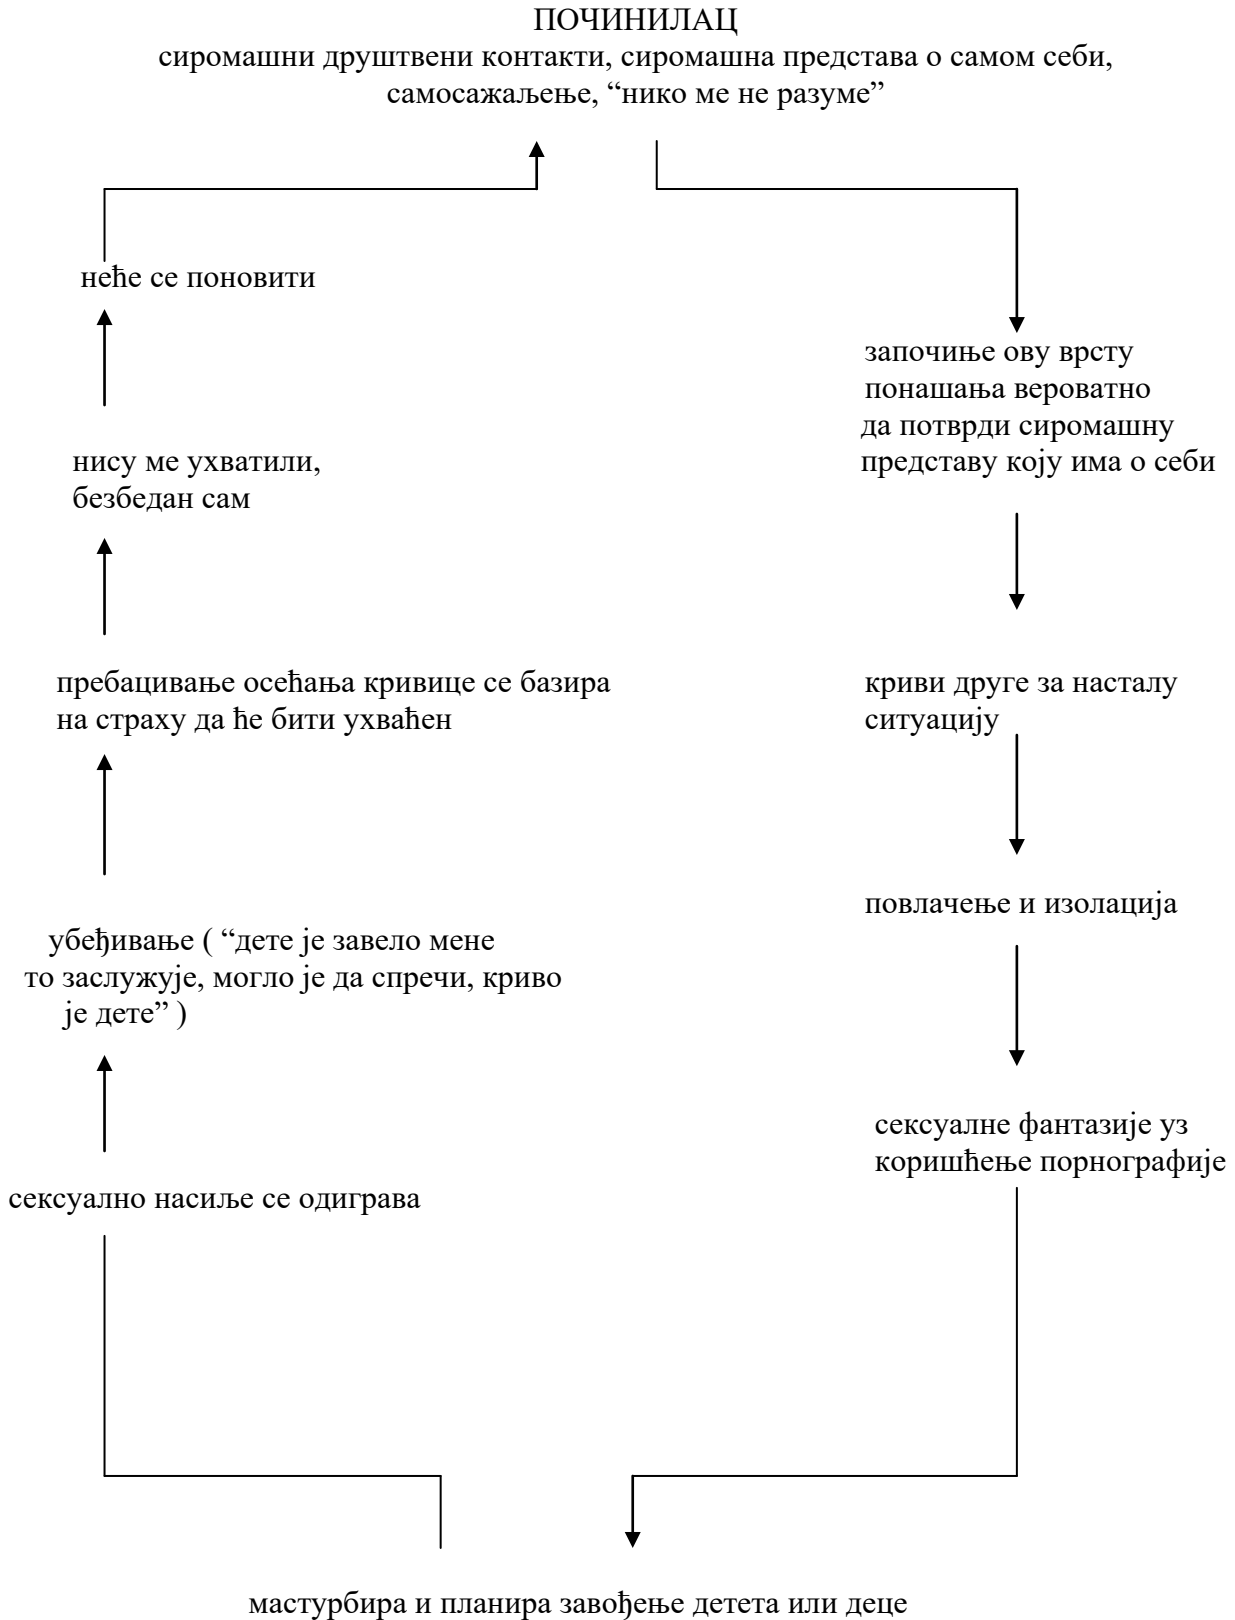 ПОЧИНИЛАЦ
сиромашни друштвени контакти, сиромашна представа о самом себи,
самосажаљење, “нико ме не разуме”
неће се поновити
започиње ову врсту
понашања вероватно
да потврди сиромашну
представу коју има о себи
нису ме ухватили,
безбедан сам
пребацивање осећања кривице се базира
на страху да ће бити ухваћен
криви друге за насталу
ситуацију
повлачење и изолација
убеђивање ( “дете је завело мене
то заслужује, могло је да спречи, криво
је дете” )
сексуалне фантазије уз
коришћење порнографије
сексуално насиље се одиграва
мастурбира и планира завођење детета или деце